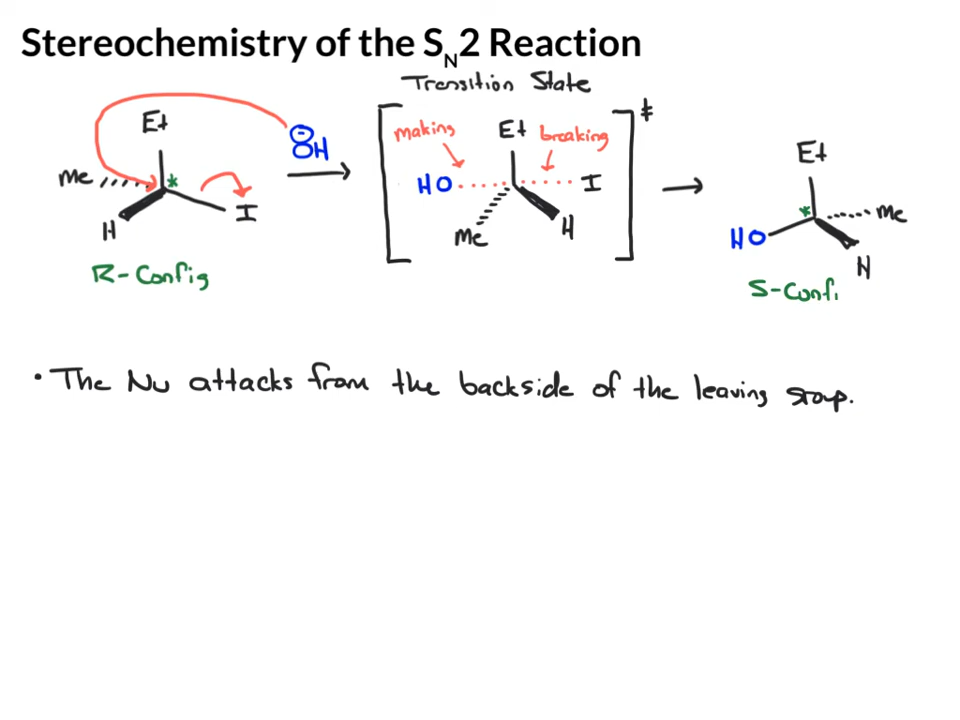 Stereochemistry of the SN2 Reaction
Transition State
Et
Me
*
H
I
R-Config
⊖
OH
making
Et
breaking
HO
I
Me
H
‡
Et
*
Me
HO
H
S-Confi
• The Nu attacks from the backside of the leaving group.